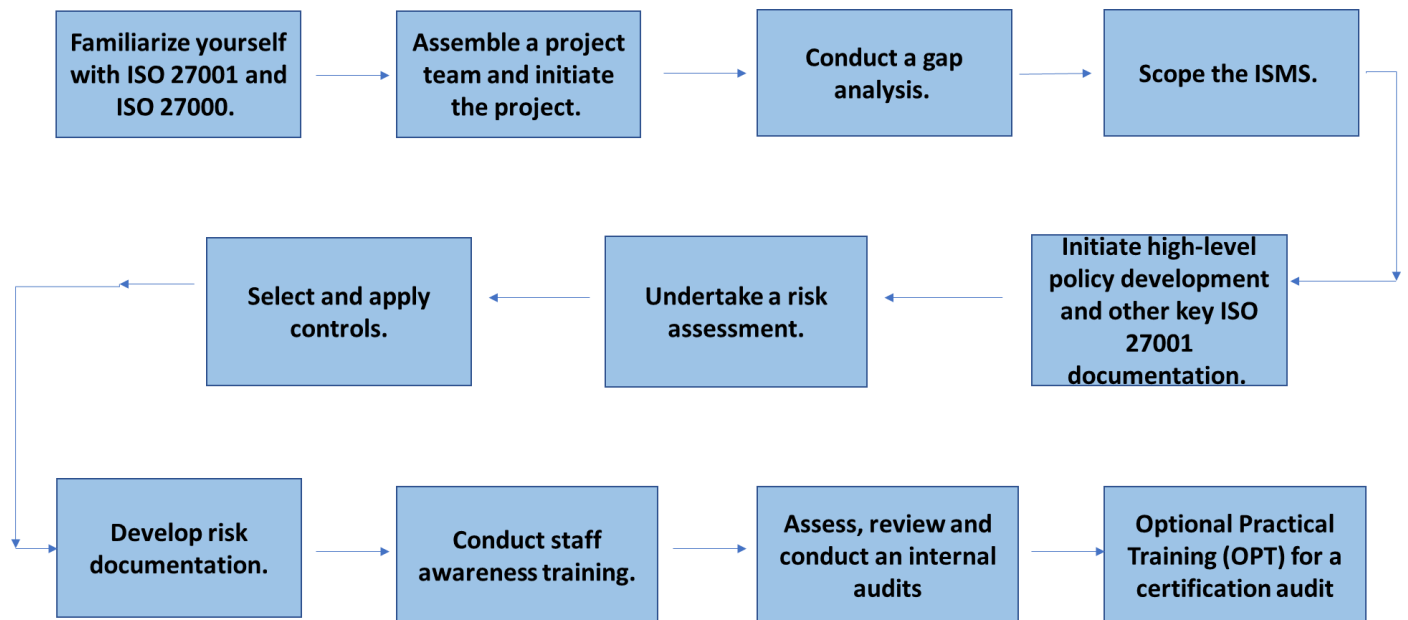 Familiarize yourself
with ISO 27001 and
ISO 27000.
Assemble a project
team and initiate
the project.
Conduct a gap
analysis.
Scope the ISMS.
Initiate high-level
policy development
and other key ISO
27001
documentation.
Undertake a risk
assessment.
Select and apply
controls.
Develop risk
documentation.
Conduct staff
awareness training.
Assess, review and
conduct an internal
audits
Optional Practical
Training (OPT) for a
certification audit